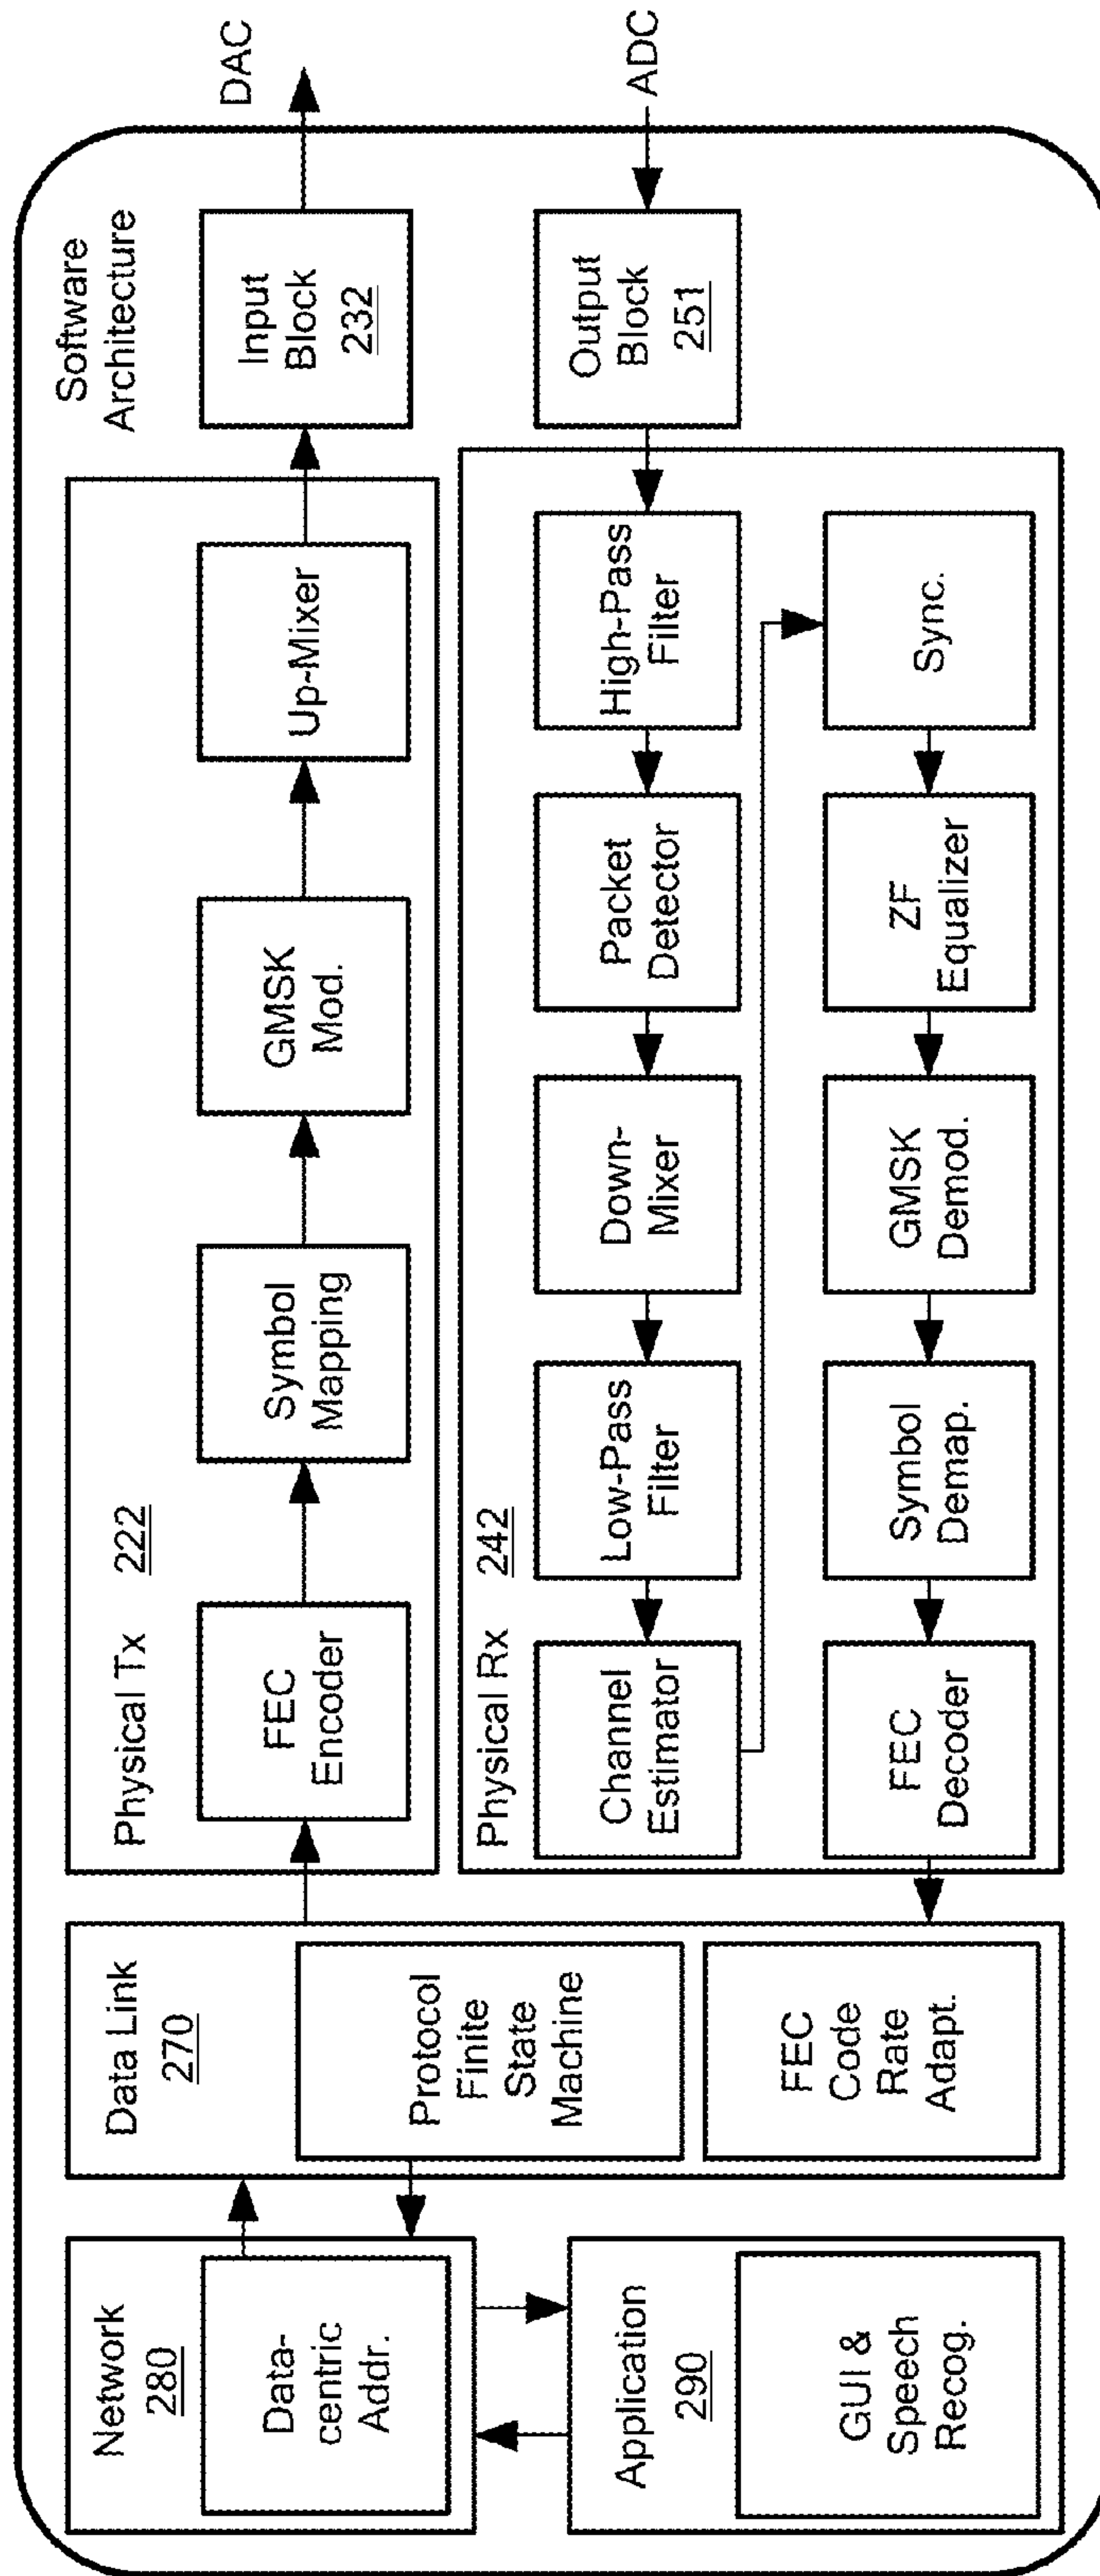 Software
Architecture
DAC
ADC
Network
280
Data-
centric
Addr.
Application
290
GUI &
Speech
Recog.
Data Link
270
Protocol
Finite
State
Machine
FEC
Code
Rate
Adapt.
Physical Tx 222
FEC
Encoder
Symbol
Mapping
GMSK
Mod.
Up-Mixer
Input
Block
232
Physical Rx 242
Output
Block
251
High-Pass
Filter
Packet
Detector
Down-
Mixer
Low-Pass
Filter
Channel
Estimator
Sync.
ZF
Equalizer
GMSK
Demod.
Symbol
Demap.
FEC
Decoder